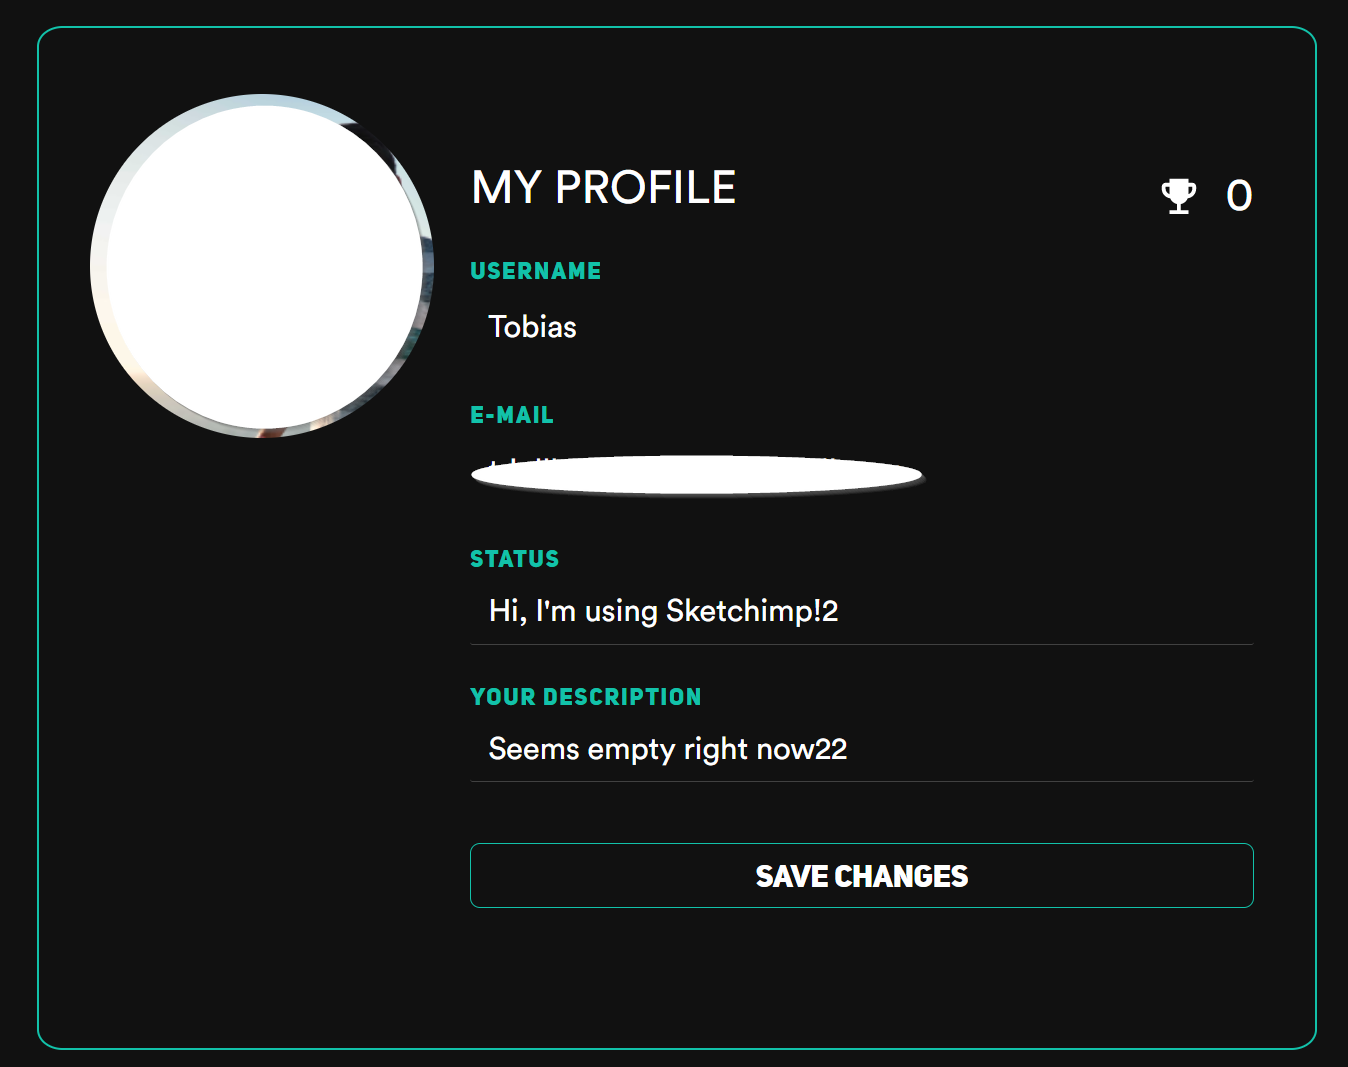 MY PROFILE
0
USERNAME
Tobias
E-MAIL
STATUS
Hi, I'm using Sketchimp!2
YOUR DESCRIPTION
Seems empty right now22
SAVE CHANGES